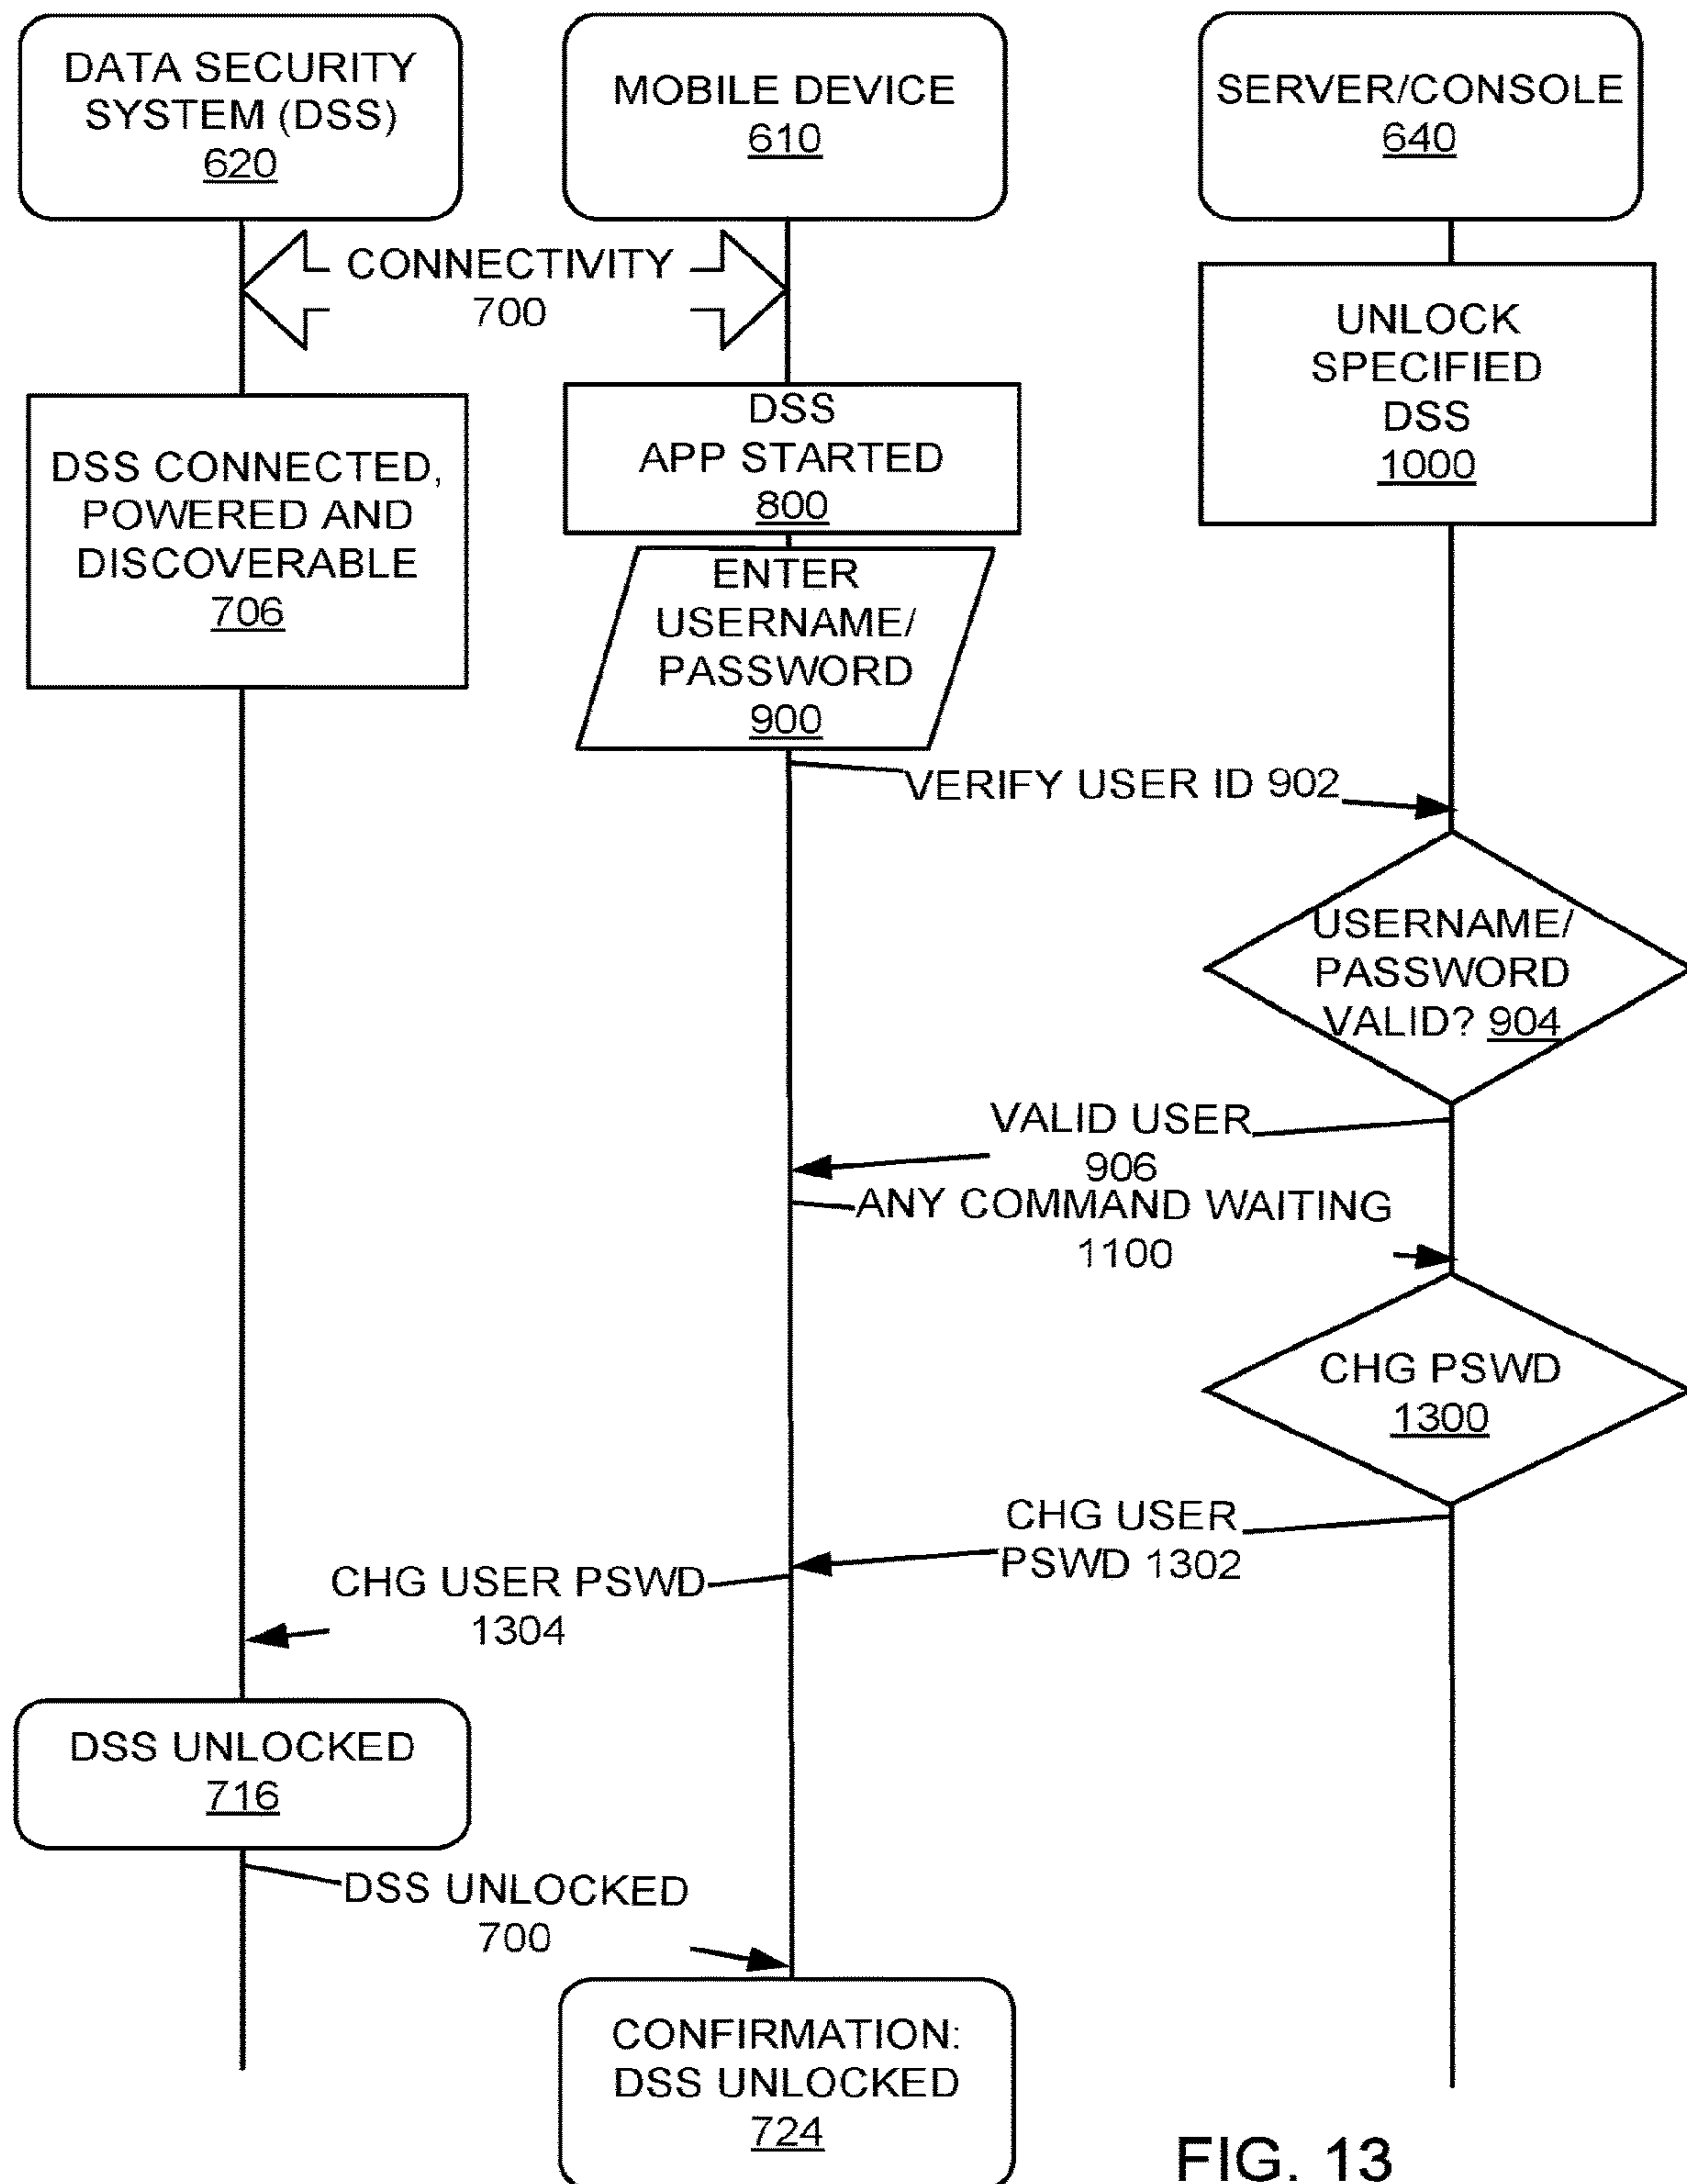 DATA SECURITY
SYSTEM (DSS)
620
MOBILE DEVICE
610
SERVER/CONSOLE
640
CONNECTIVITY
700
UNLOCK
SPECIFIED
DSS
1000
DSS
APP STARTED
800
DSS CONNECTED,
POWERED AND
DISCOVERABLE
706
ENTER
USERNAME/
PASSWORD
900
VERIFY USER ID 902
USERNAME/
PASSWORD
VALID? 904
VALID USER
906
ANY COMMAND WAITING
1100
CHG PSWD
1300
CHG USER
PSWD 1302
CHG USER PSWD
1304
DSS UNLOCKED
716
DSS UNLOCKED
700
CONFIRMATION:
DSS UNLOCKED
724
FIG. 13